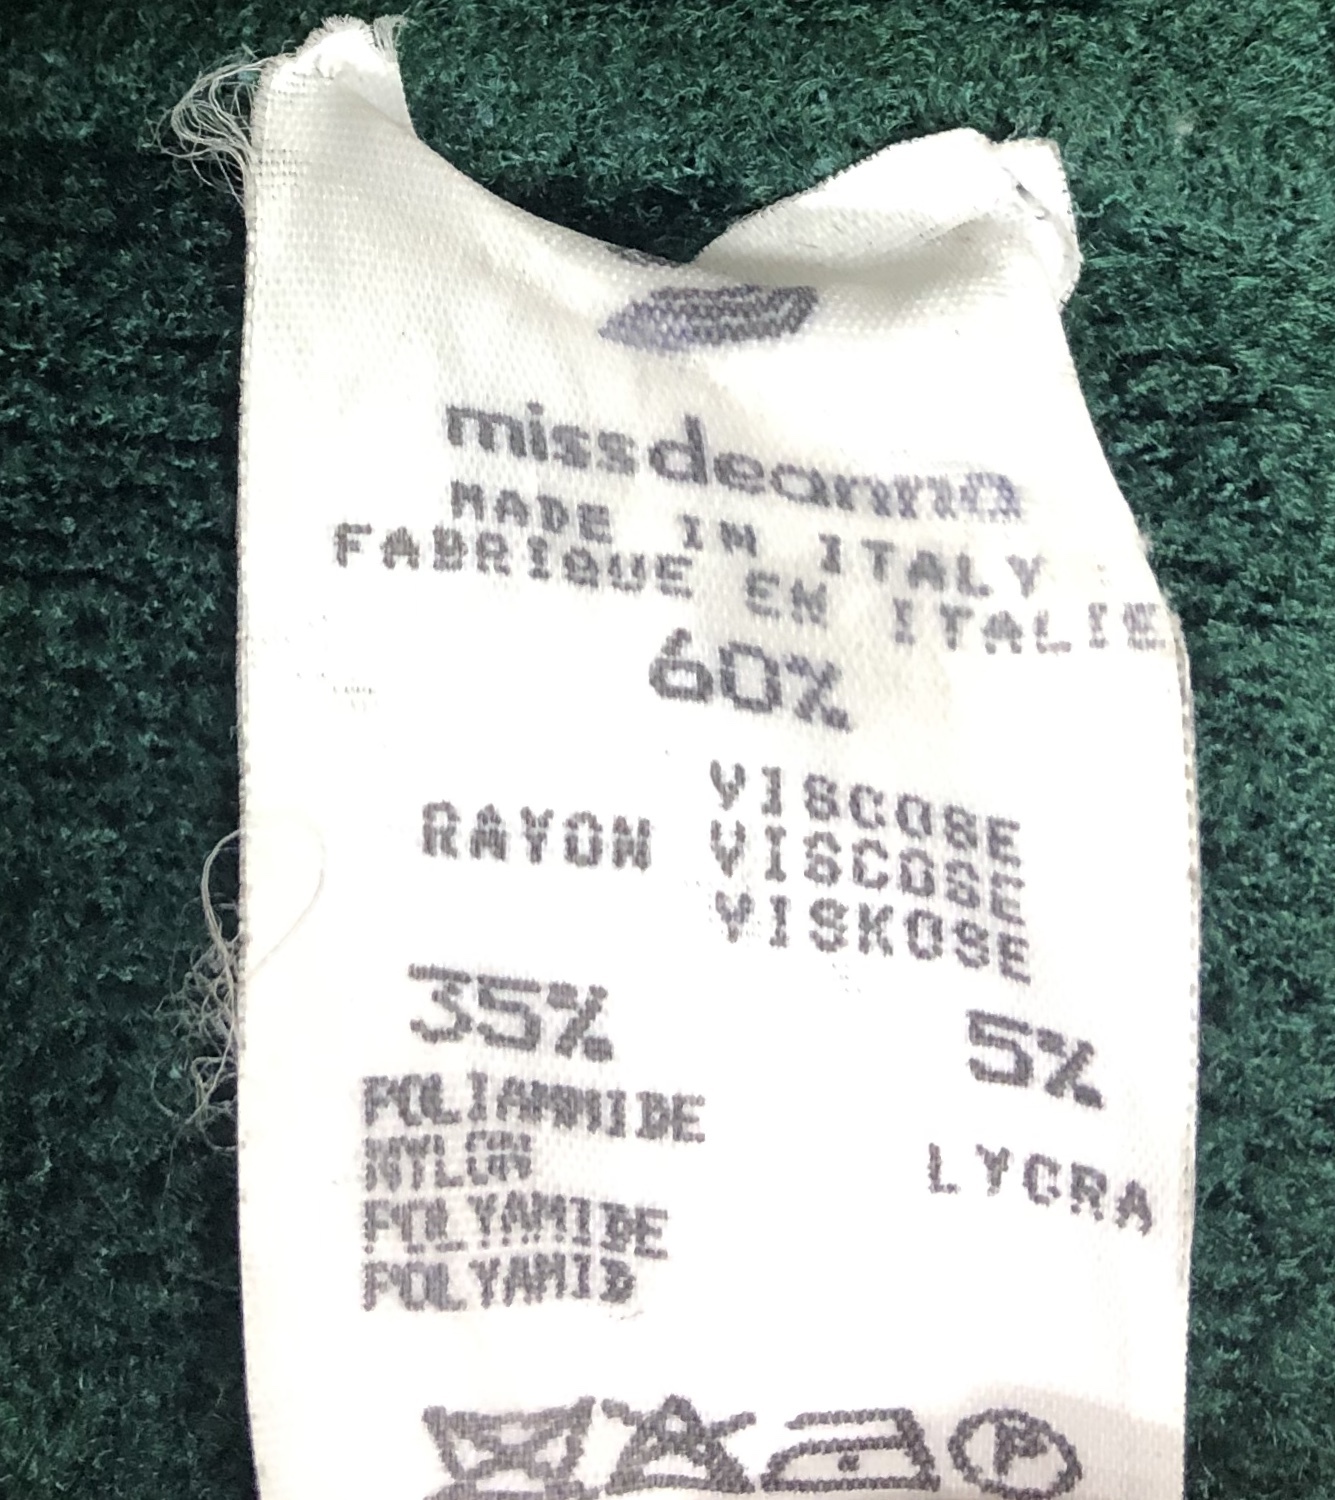 missdeanna
MADE IN ITALY
FABRIQUE EN ITALIE
60%
VISCOSE
RAYON VISCOSE
VISKOSE
35%
POLIAMMIDE
NYLON
POLYAMIDE
POLYAMID
5%
LYCRA
P